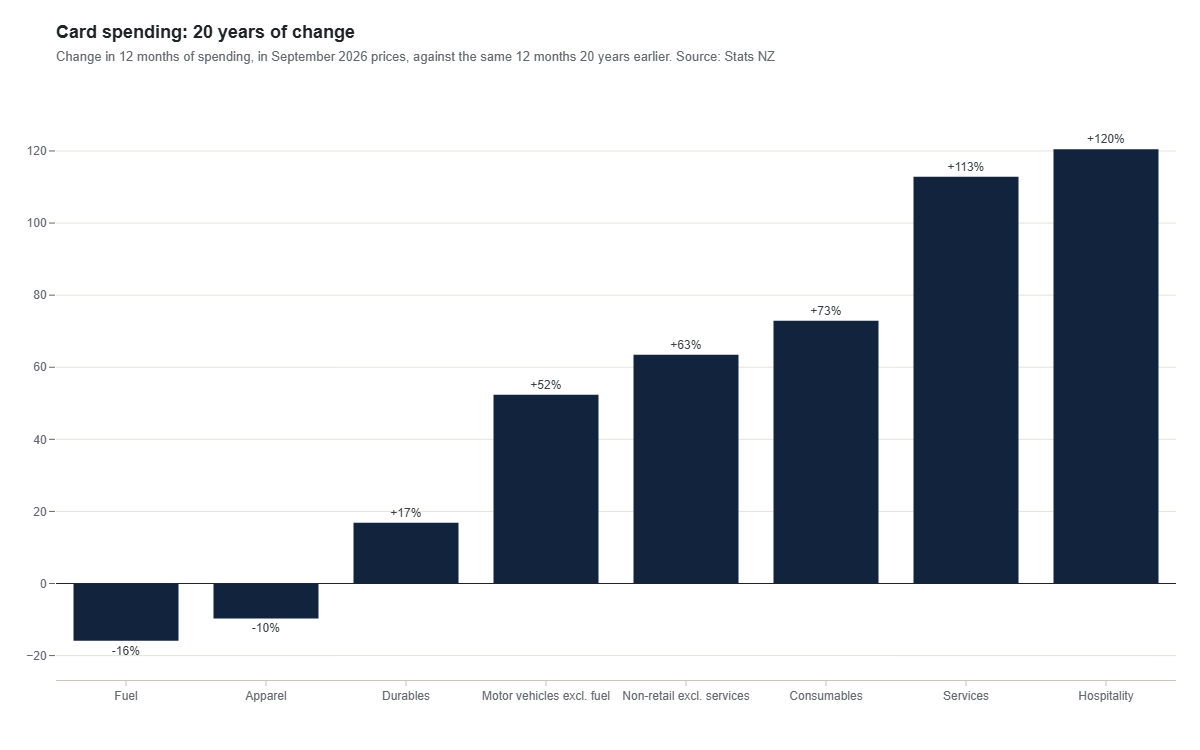 Card spending: 20 years of change
Change in 12 months of spending, in September 2026 prices, against the same 12 months 20 years earlier. Source: Stats NZ
120
100
80
60
40
20
0
−20
-16%
-10%
+17%
+52%
+63%
+73%
+113%
+120%
Fuel
Apparel
Durables
Motor vehicles excl. fuel
Non-retail excl. services
Consumables
Services
Hospitality